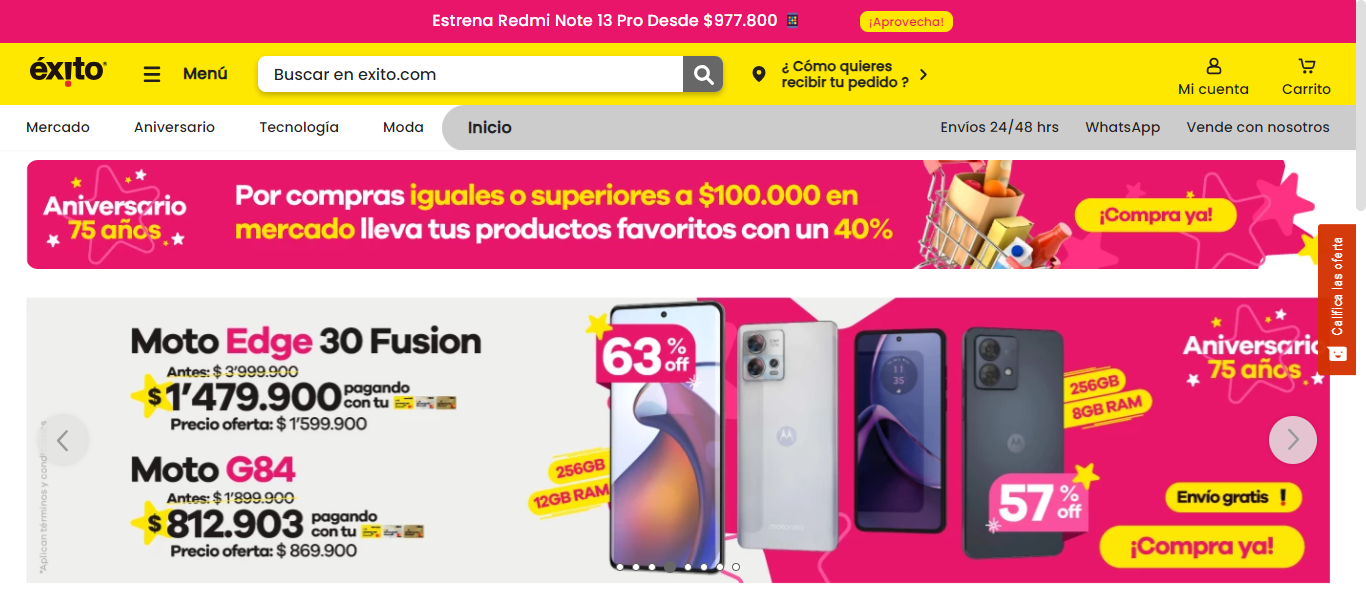 Estrena Redmi Note 13 Pro Desde $977.800
¡Aprovecha!
éxito
Menú
Buscar en exito.com
¿ Cómo quieres
recibir tu pedido ?
Mi cuenta
Carrito
Mercado
Aniversario
Tecnología
Moda
Inicio
Envíos 24/48 hrs
WhatsApp
Vende con nosotros
Aniversario
75 años
Por compras iguales o superiores a $100.000 en
mercado lleva tus productos favoritos con un 40%
¡Compra ya!
Califica las oferta
Moto Edge 30 Fusion
Antes: $ 3'999.900
$1'479.900 pagando
con tu
Precio oferta: $ 1'599.900
Moto G84
Antes: $ 1'899.900
$812.903 pagando
con tu
Precio oferta: $ 869.900
*Aplican términos y cond
63% off
256GB
12GB RAM
11
35
motorola
256GB
8GB RAM
57% off
Aniversario
75 años
Envío gratis !
¡Compra ya!